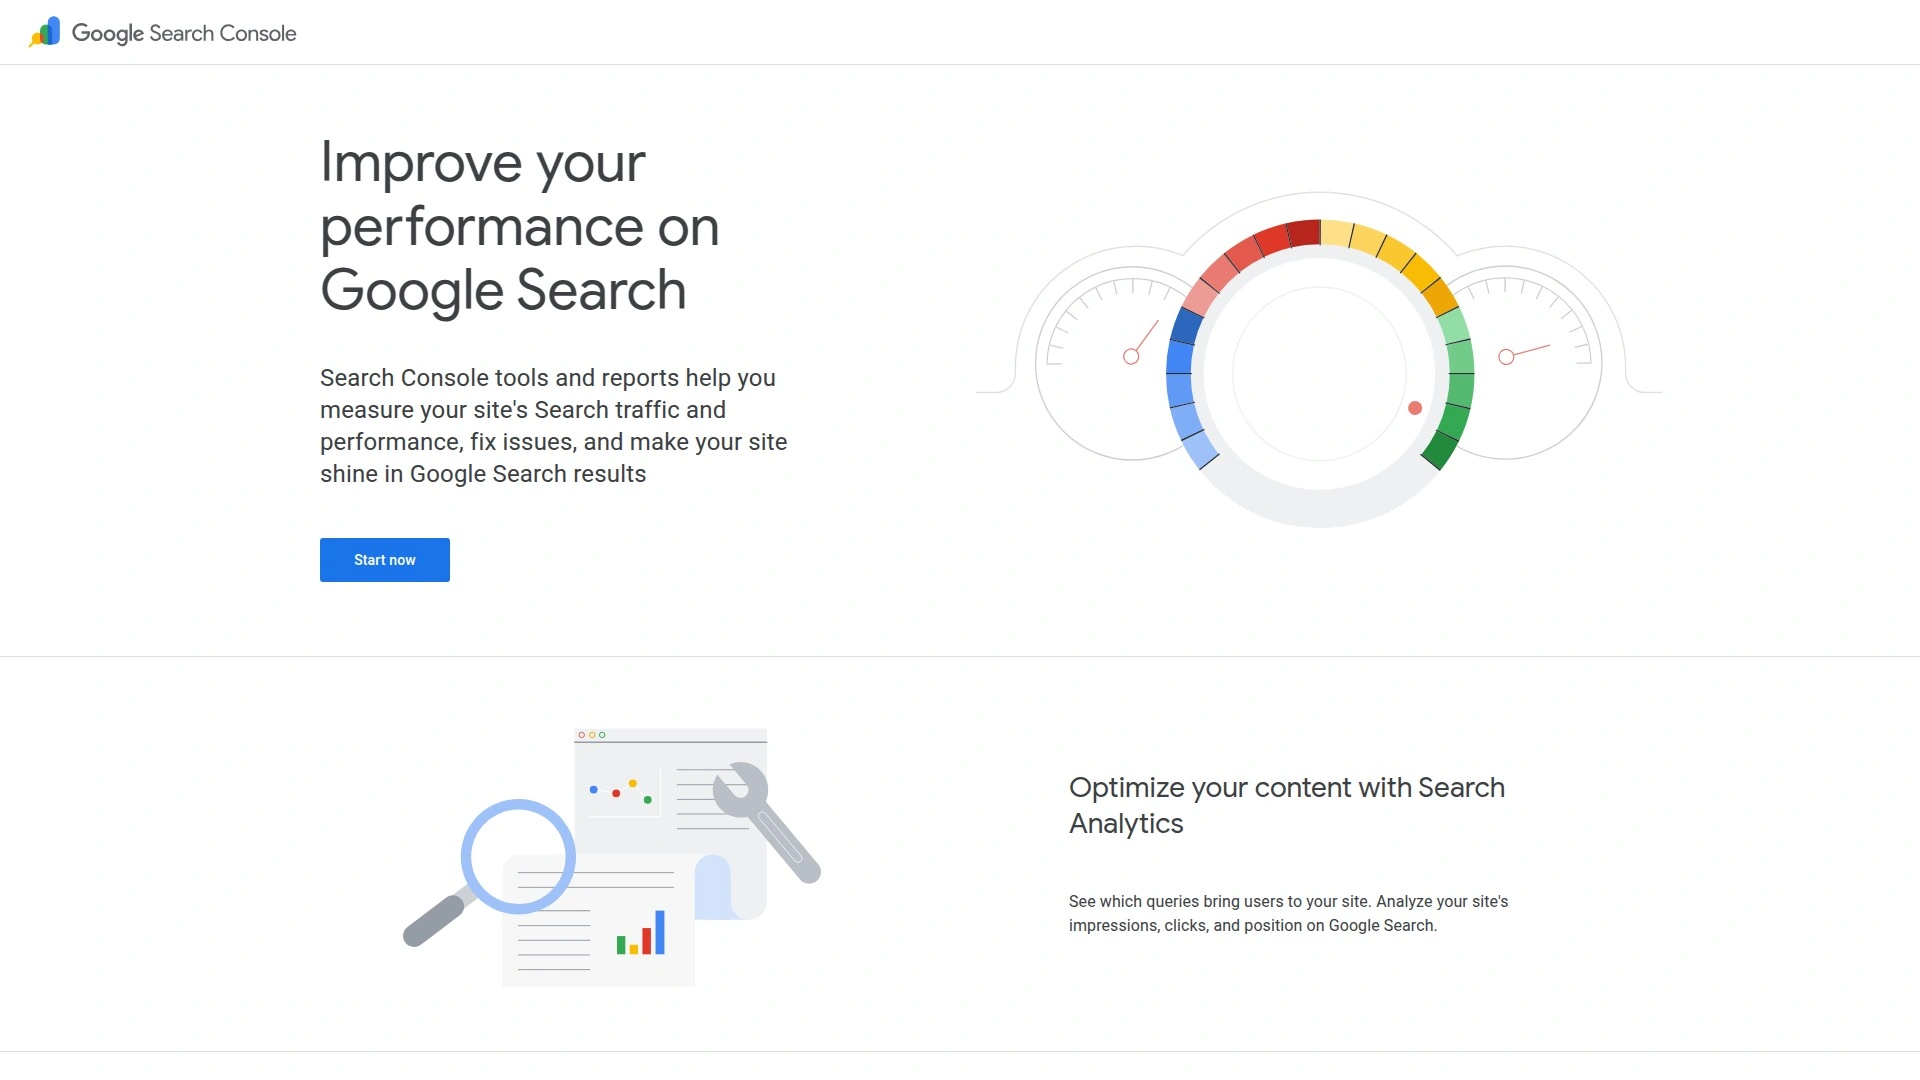 Google Search Console
Improve your
performance on
Google Search
Search Console tools and reports help you
measure your site's Search traffic and
performance, fix issues, and make your site
shine in Google Search results
Start now
Optimize your content with Search
Analytics
See which queries bring users to your site. Analyze your site's
impressions, clicks, and position on Google Search.